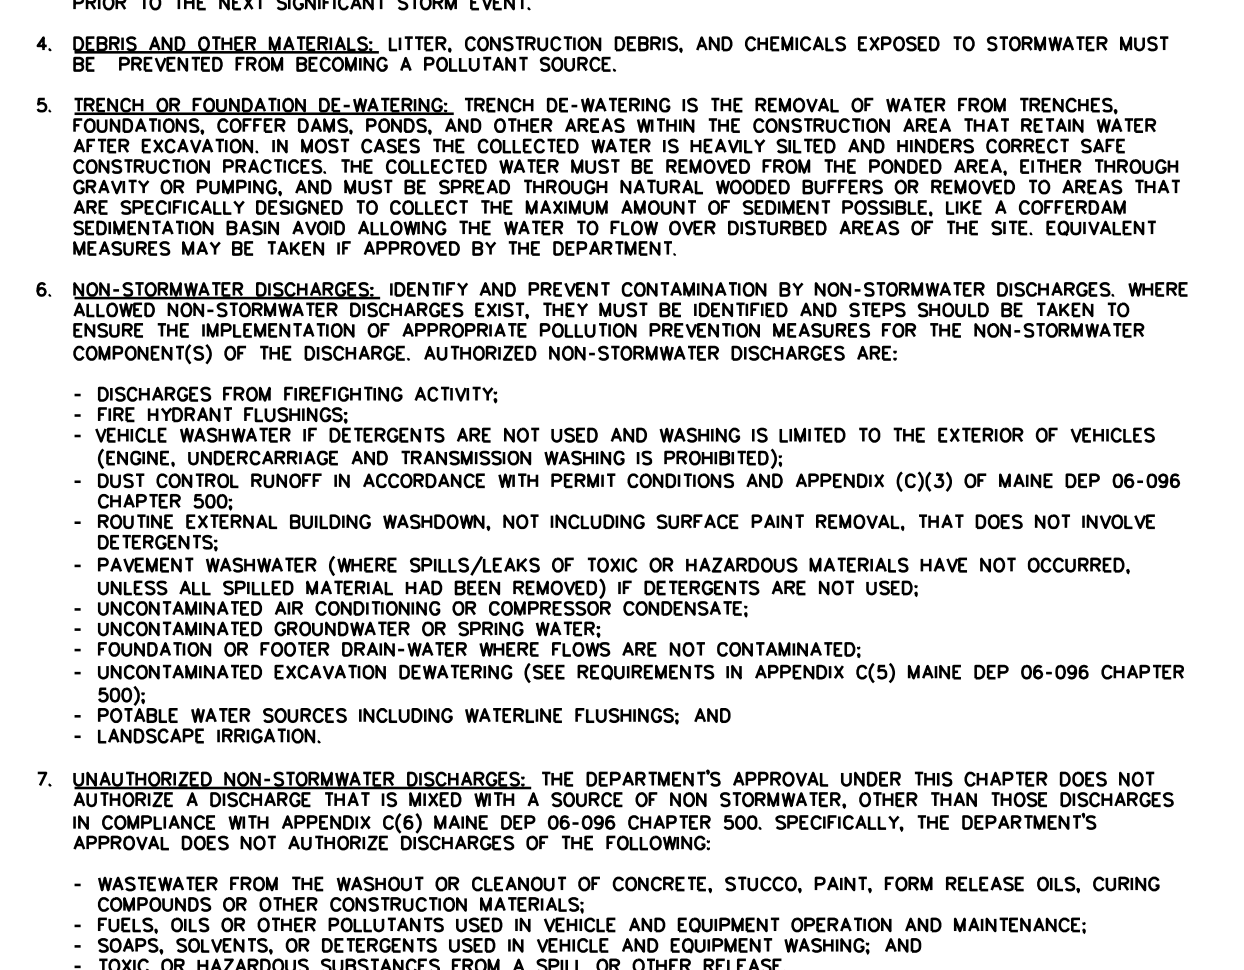 PRIOR TO THE NEXT SIGNIFICANT STORM EVENT.
4. DEBRIS AND OTHER MATERIALS: LITTER, CONSTRUCTION DEBRIS, AND CHEMICALS EXPOSED TO STORMWATER MUST
BE PREVENTED FROM BECOMING A POLLUTANT SOURCE.
5. TRENCH OR FOUNDATION DE-WATERING: TRENCH DE-WATERING IS THE REMOVAL OF WATER FROM TRENCHES,
FOUNDATIONS, COFFER DAMS, PONDS, AND OTHER AREAS WITHIN THE CONSTRUCTION AREA THAT RETAIN WATER
AFTER EXCAVATION. IN MOST CASES THE COLLECTED WATER IS HEAVILY SILTED AND HINDERS CORRECT SAFE
CONSTRUCTION PRACTICES. THE COLLECTED WATER MUST BE REMOVED FROM THE PONDED AREA, EITHER THROUGH
GRAVITY OR PUMPING, AND MUST BE SPREAD THROUGH NATURAL WOODED BUFFERS OR REMOVED TO AREAS THAT
ARE SPECIFICALLY DESIGNED TO COLLECT THE MAXIMUM AMOUNT OF SEDIMENT POSSIBLE, LIKE A COFFERDAM
SEDIMENTATION BASIN AVOID ALLOWING THE WATER TO FLOW OVER DISTURBED AREAS OF THE SITE. EQUIVALENT
MEASURES MAY BE TAKEN IF APPROVED BY THE DEPARTMENT.
6. NON-STORMWATER DISCHARGES: IDENTIFY AND PREVENT CONTAMINATION BY NON-STORMWATER DISCHARGES. WHERE
ALLOWED NON-STORMWATER DISCHARGES EXIST, THEY MUST BE IDENTIFIED AND STEPS SHOULD BE TAKEN TO
ENSURE THE IMPLEMENTATION OF APPROPRIATE POLLUTION PREVENTION MEASURES FOR THE NON-STORMWATER
COMPONENT(S) OF THE DISCHARGE. AUTHORIZED NON-STORMWATER DISCHARGES ARE:
- DISCHARGES FROM FIREFIGHTING ACTIVITY;
- FIRE HYDRANT FLUSHINGS;
- VEHICLE WASHWATER IF DETERGENTS ARE NOT USED AND WASHING IS LIMITED TO THE EXTERIOR OF VEHICLES
(ENGINE, UNDERCARRIAGE AND TRANSMISSION WASHING IS PROHIBITED);
- DUST CONTROL RUNOFF IN ACCORDANCE WITH PERMIT CONDITIONS AND APPENDIX (C)(3) OF MAINE DEP 06-096
CHAPTER 500;
- ROUTINE EXTERNAL BUILDING WASHDOWN, NOT INCLUDING SURFACE PAINT REMOVAL, THAT DOES NOT INVOLVE
DETERGENTS;
- PAVEMENT WASHWATER (WHERE SPILLS/LEAKS OF TOXIC OR HAZARDOUS MATERIALS HAVE NOT OCCURRED,
UNLESS ALL SPILLED MATERIAL HAD BEEN REMOVED) IF DETERGENTS ARE NOT USED;
- UNCONTAMINATED AIR CONDITIONING OR COMPRESSOR CONDENSATE;
- UNCONTAMINATED GROUNDWATER OR SPRING WATER;
- FOUNDATION OR FOOTER DRAIN-WATER WHERE FLOWS ARE NOT CONTAMINATED;
- UNCONTAMINATED EXCAVATION DEWATERING (SEE REQUIREMENTS IN APPENDIX C(5) MAINE DEP 06-096 CHAPTER
500);
- POTABLE WATER SOURCES INCLUDING WATERLINE FLUSHINGS; AND
- LANDSCAPE IRRIGATION.
7. UNAUTHORIZED NON-STORMWATER DISCHARGES: THE DEPARTMENT'S APPROVAL UNDER THIS CHAPTER DOES NOT
AUTHORIZE A DISCHARGE THAT IS MIXED WITH A SOURCE OF NON STORMWATER, OTHER THAN THOSE DISCHARGES
IN COMPLIANCE WITH APPENDIX C(6) MAINE DEP 06-096 CHAPTER 500. SPECIFICALLY, THE DEPARTMENT'S
APPROVAL DOES NOT AUTHORIZE DISCHARGES OF THE FOLLOWING:
- WASTEWATER FROM THE WASHOUT OR CLEANOUT OF CONCRETE, STUCCO, PAINT, FORM RELEASE OILS, CURING
COMPOUNDS OR OTHER CONSTRUCTION MATERIALS;
- FUELS, OILS OR OTHER POLLUTANTS USED IN VEHICLE AND EQUIPMENT OPERATION AND MAINTENANCE;
- SOAPS, SOLVENTS, OR DETERGENTS USED IN VEHICLE AND EQUIPMENT WASHING; AND
- TOXIC OR HAZARDOUS SUBSTANCES FROM A SPILL OR OTHER RELEASE